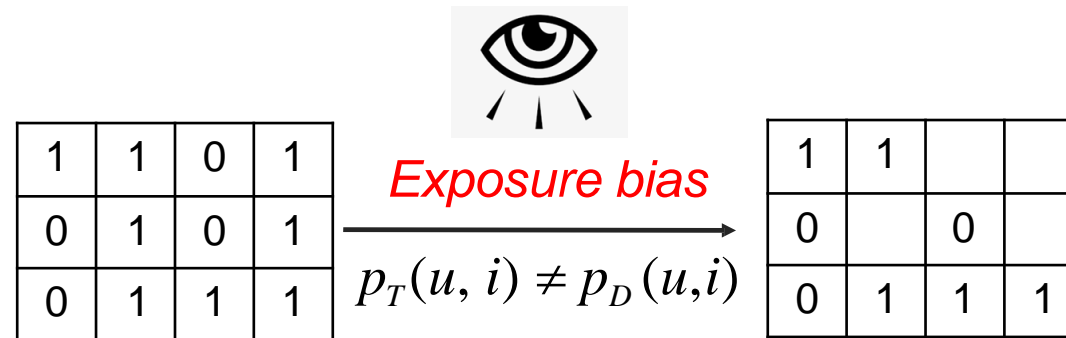 1 1 0 1
0 1 0 1
0 1 1 1
Exposure bias
p_T(u, i) ≠ p_D(u,i)
1 1
0 0
0 1 1 1